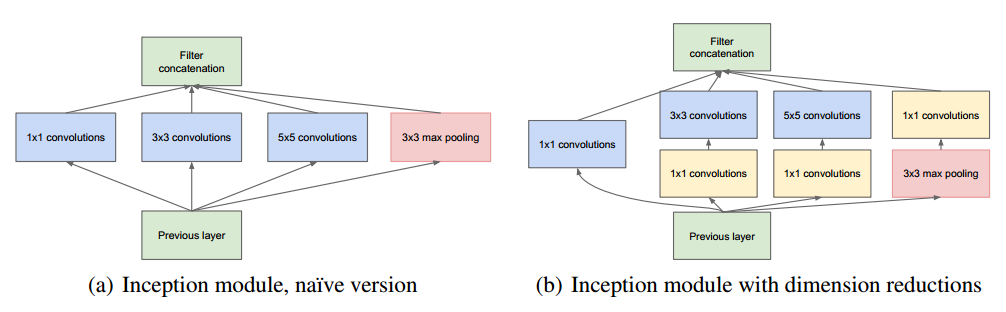 Filter
concatenation
1x1 convolutions
3x3 convolutions
5x5 convolutions
3x3 max pooling
Previous layer
(a) Inception module, naïve version
Filter
concatenation
3x3 convolutions
5x5 convolutions
1x1 convolutions
1x1 convolutions
1x1 convolutions
1x1 convolutions
3x3 max pooling
Previous layer
(b) Inception module with dimension reductions